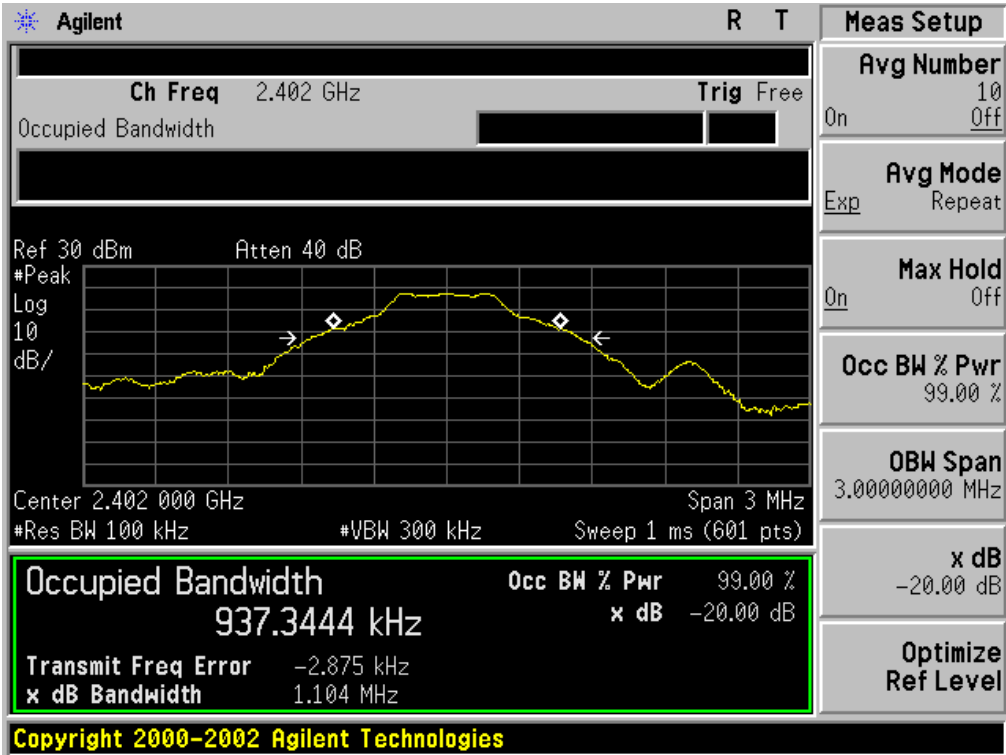 Agilent R T
Ch Freq 2.402 GHz Trig Free
Occupied Bandwidth
Ref 30 dBm Atten 40 dB
#Peak
Log
10
dB/
Center 2.402 000 GHz Span 3 MHz
#Res BW 100 kHz #VBW 300 kHz Sweep 1 ms (601 pts)
Occupied Bandwidth Occ BW % Pwr 99.00 %
937.3444 kHz x dB -20.00 dB
Transmit Freq Error -2.875 kHz
x dB Bandwidth 1.104 MHz
Copyright 2000-2002 Agilent Technologies
Meas Setup
Avg Number
10
On Off
Avg Mode
Exp Repeat
Max Hold
On Off
Occ BW % Pwr
99.00 %
OBW Span
3.00000000 MHz
x dB
-20.00 dB
Optimize
Ref Level